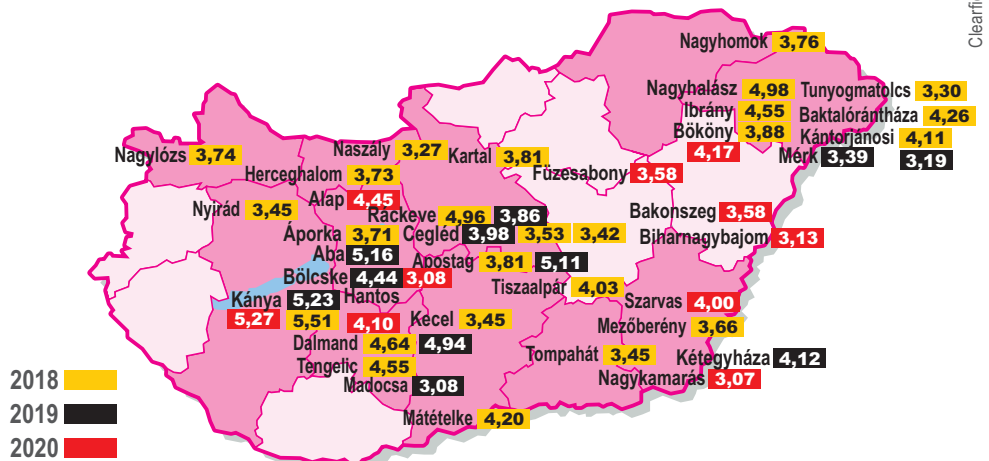 Clearfie
Nagyhomok 3,76
Nagyhalász 4,98 Tunyogmatolcs 3,30
Ibrány 4,55 Baktalórántháza 4,26
Bököny 3,88 Kántorjánosi 4,11
4,17 Mérk 3,39 3,19
Nagylózs 3,74 Naszály 3,27 Kartal 3,81
Herceghalom 3,73 Füzesabony 3,58
Alap 4,45
Nyirád 3,45 Ráckeve 4,96 3,86 Bakonszeg 3,58
Áporka 3,71 Cegléd 3,98 3,53 3,42 Biharnagybajom 3,13
Aba 5,16 Apostag 3,81 5,11
Bölcske 4,44 3,08 Tiszaalpár 4,03
Kánya 5,23 Hantos Szarvas 4,00
5,27 5,51 4,10 Kecel 3,45 Mezőberény 3,66
Dalmand 4,64 4,94 Tompahát 3,45 Kétegyháza 4,12
Tengelic 4,55 Nagykamarás 3,07
Madocsa 3,08
Mátételke 4,20
2018
2019
2020